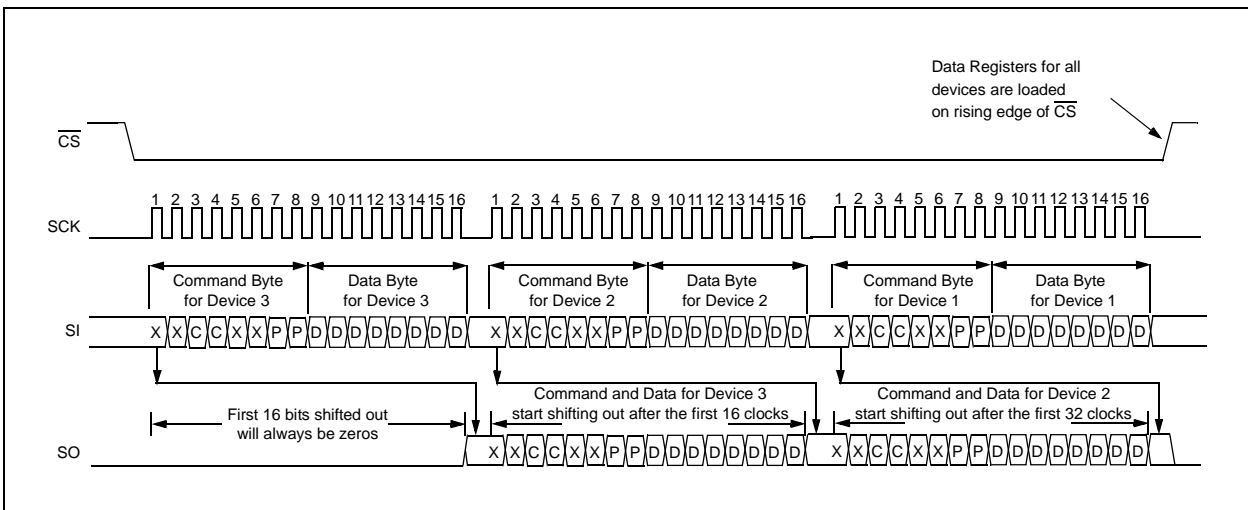 Data Registers for all
devices are loaded
on rising edge of CS
CS
1 2 3 4 5 6 7 8 9 10 11 12 13 14 15 16 1 2 3 4 5 6 7 8 9 10 11 12 13 14 15 16 1 2 3 4 5 6 7 8 9 10 11 12 13 14 15 16
SCK
Command Byte
for Device 3
Data Byte
for Device 3
Command Byte
for Device 2
Data Byte
for Device 2
Command Byte
for Device 1
Data Byte
for Device 1
SI
X X C C X X P P D D D D D D D D X X C C X X P P D D D D D D D D X X C C X X P P D D D D D D D D
First 16 bits shifted out
will always be zeros
Command and Data for Device 3
start shifting out after the first 16 clocks
Command and Data for Device 2
start shifting out after the first 32 clocks
SO
X X C C X X P P D D D D D D D D X X C C X X P P D D D D D D D D